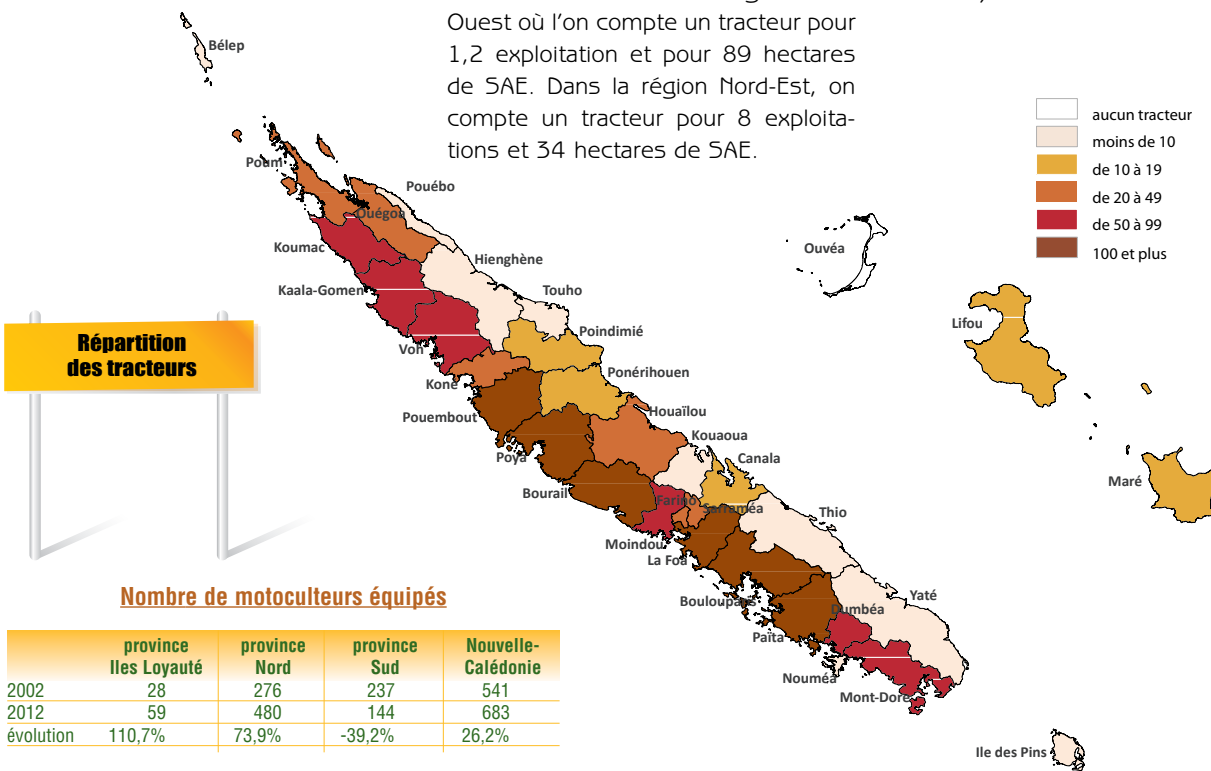 Ouest où l'on compte un tracteur pour
1,2 exploitation et pour 89 hectares
de SAE. Dans la région Nord-Est, on
compte un tracteur pour 8 exploita-
tions et 34 hectares de SAE.
aucun tracteur
moins de 10
de 10 à 19
de 20 à 49
de 50 à 99
100 et plus
Bélep
Poum
Pouébo
Ouégoa
Koumac
Hienghène
Kaala-Gomen
Touho
Ouvéa
Lifou
Maré
Répartition
des tracteurs
Voh
Poindimié
Koné
Ponérihouen
Pouembout
Houaïlou
Poya
Kouaoua
Canala
Bourail
Farino
Sarraméa
Thio
Moindou
La Foa
Bouloupari
Dumbéa
Yaté
Païta
Nouméa
Mont-Dore
Ile des Pins
Nombre de motoculteurs équipés
province Iles Loyauté province Nord province Sud Nouvelle-Calédonie
2002 28 276 237 541
2012 59 480 144 683
évolution 110,7% 73,9% -39,2% 26,2%